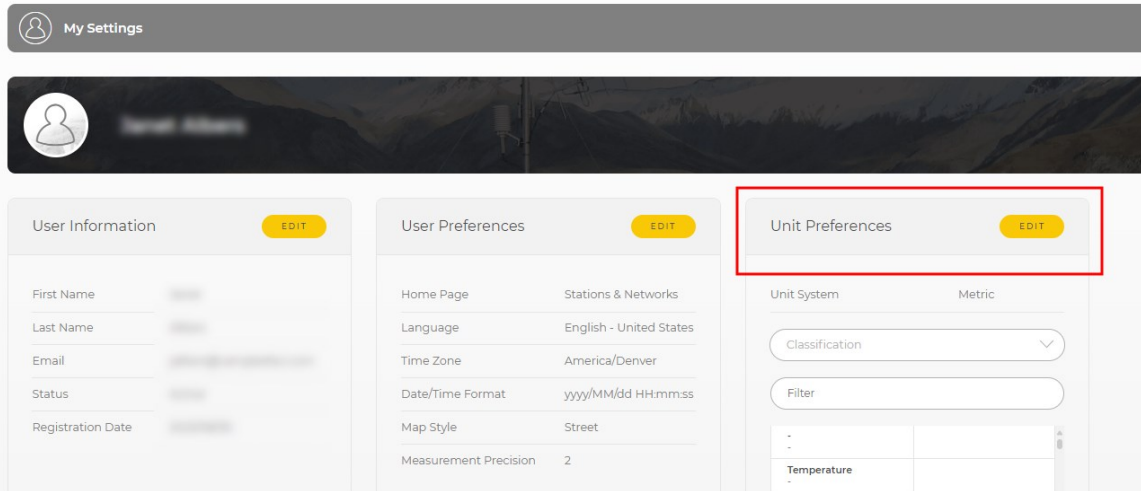 My Settings
User Information
EDIT
First Name
Last Name
Email
Status
Registration Date
User Preferences
EDIT
Home Page Stations & Networks
Language English - United States
Time Zone America/Denver
Date/Time Format yyyy/MM/dd HH:mm:ss
Map Style Street
Measurement Precision 2
Unit Preferences
EDIT
Unit System Metric
Classification
Filter
-
-
Temperature
-